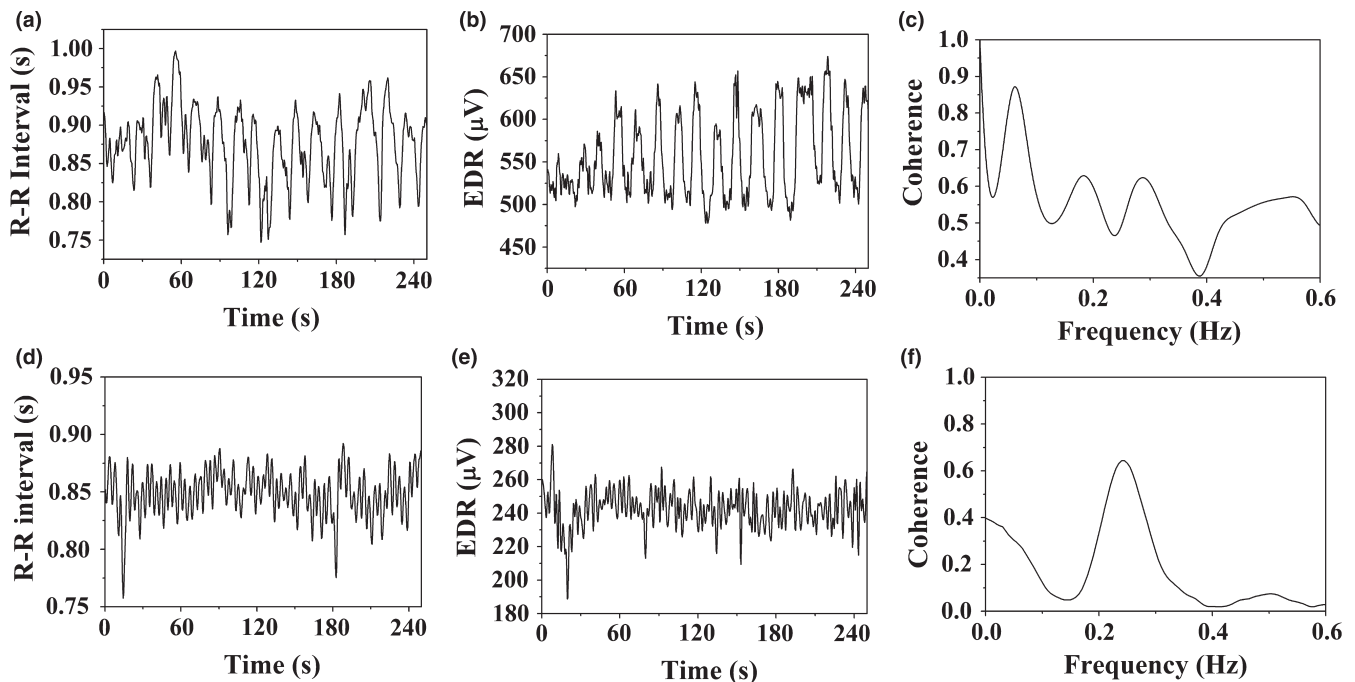 (a)
R-R Interval (s)
1.00
0.95
0.90
0.85
0.80
0.75
0 60 120 180 240
Time (s)
(b)
EDR (µV)
700
650
600
550
500
450
0 60 120 180 240
Time (s)
(c)
Coherence
1.0
0.9
0.8
0.7
0.6
0.5
0.4
0.0 0.2 0.4 0.6
Frequency (Hz)
(d)
R-R interval (s)
0.95
0.90
0.85
0.80
0.75
0 60 120 180 240
Time (s)
(e)
EDR (µV)
320
300
280
260
240
220
200
180
0 60 120 180 240
Time (s)
(f)
Coherence
1.0
0.8
0.6
0.4
0.2
0.0
0.0 0.2 0.4 0.6
Frequency (Hz)